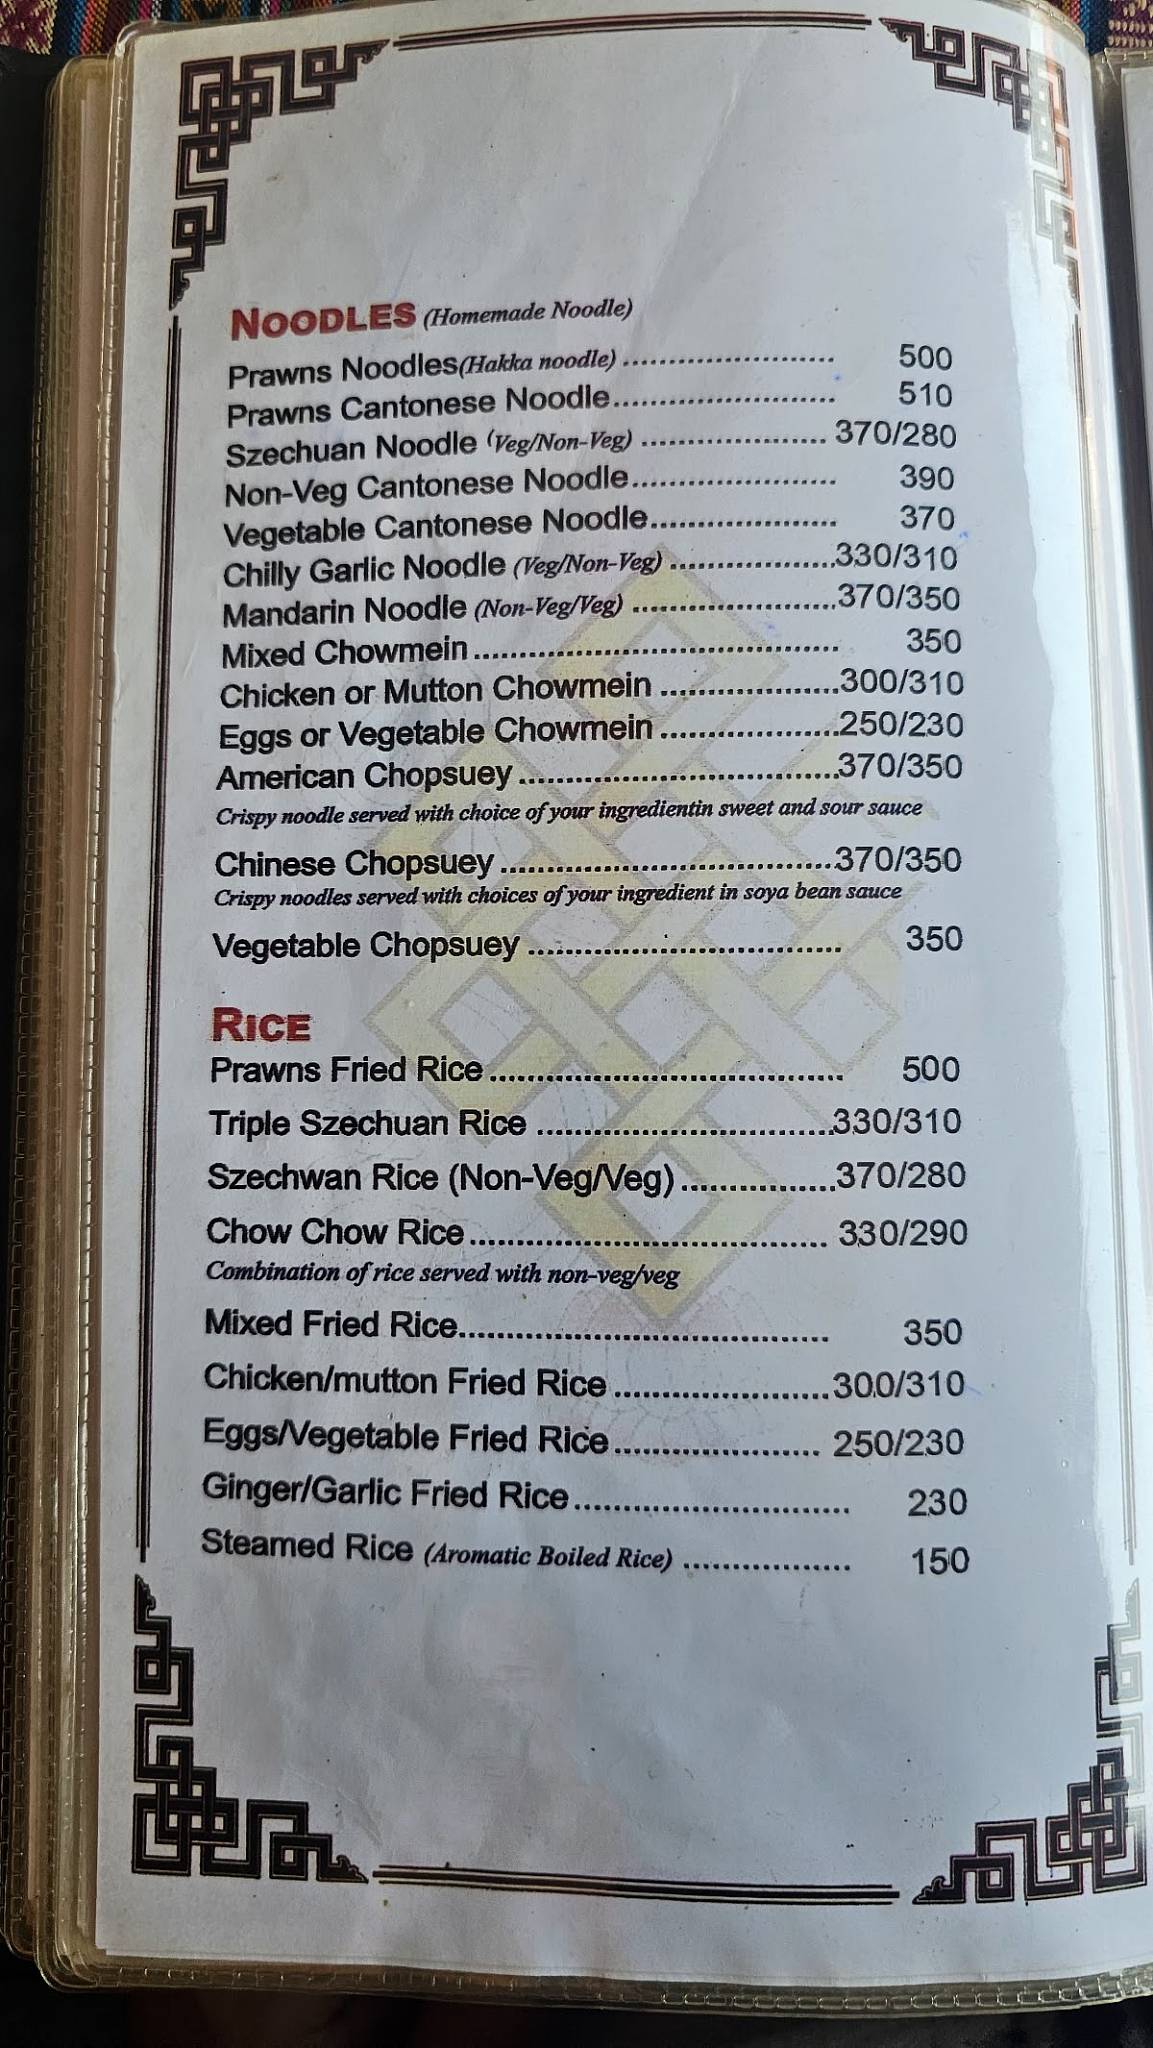 NOODLES (Homemade Noodle)
Prawns Noodles(Hakka noodle) ........................ 500
Prawns Cantonese Noodle......................... 510
Szechuan Noodle (Veg/Non-Veg) ..................... 370/280
Non-Veg Cantonese Noodle....................... 390
Vegetable Cantonese Noodle..................... 370
Chilly Garlic Noodle (Veg/Non-Veg) ...................330/310
Mandarin Noodle (Non-Veg/Veg) .......................370/350
Mixed Chowmein......................................... 350
Chicken or Mutton Chowmein ....................300/310
Eggs or Vegetable Chowmein ....................250/230
American Chopsuey ....................................370/350
Crispy noodle served with choice of your ingredientin sweet and sour sauce
Chinese Chopsuey .....................................370/350
Crispy noodles served with choices of your ingredient in soya bean sauce
Vegetable Chopsuey ................................... 350
RICE
Prawns Fried Rice ....................................... 500
Triple Szechuan Rice .................................330/310
Szechwan Rice (Non-Veg/Veg) .................370/280
Chow Chow Rice........................................ 330/290
Combination of rice served with non-veg/veg
Mixed Fried Rice........................................ 350
Chicken/mutton Fried Rice .......................300/310
Eggs/Vegetable Fried Rice...................... 250/230
Ginger/Garlic Fried Rice.............................. 230
Steamed Rice (Aromatic Boiled Rice) .................. 150